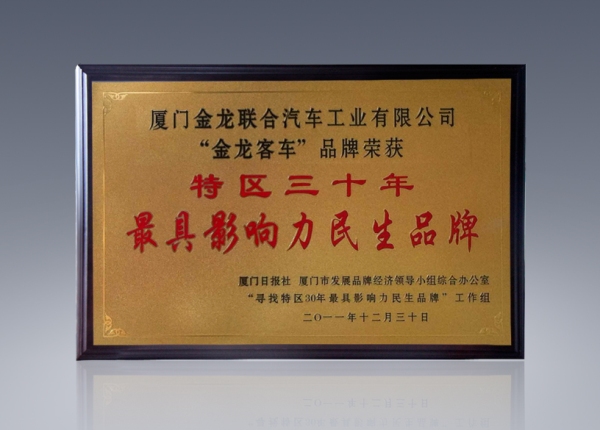 厦门金龙联合汽车工业有限公司
“金龙客车”品牌荣获
特区三十年
最具影响力民生品牌
厦门日报社 厦门市发展品牌经济领导小组综合办公室
“寻找特区30年最具影响力民生品牌”工作组
二〇一一年十二月三十日